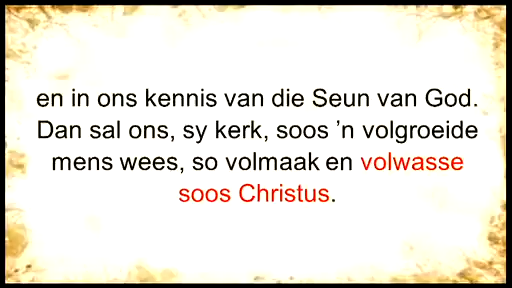 en in ons kennis van die Seun van God.
Dan sal ons, sy kerk, soos ’n volgroeide
mens wees, so volmaak en volwasse
soos Christus.